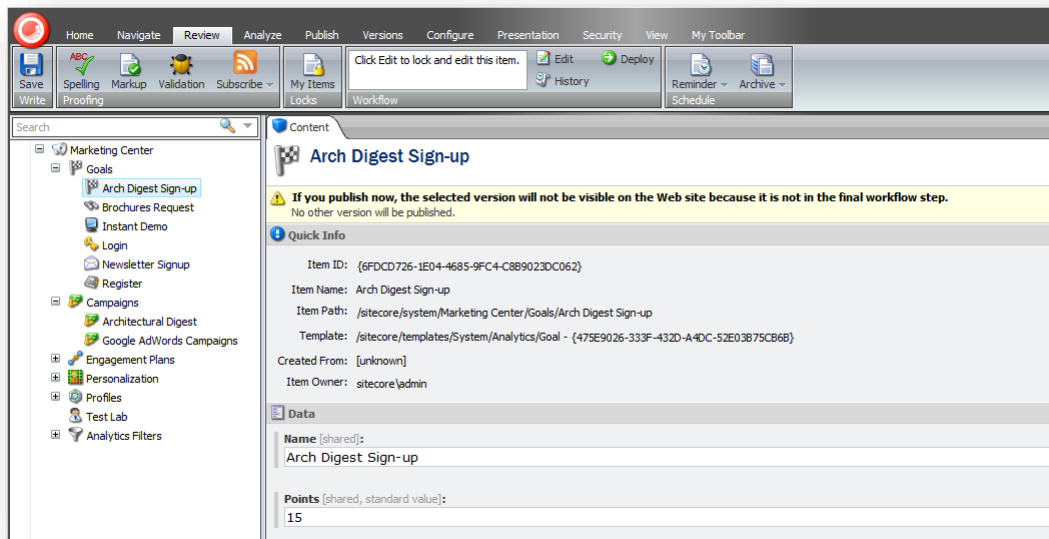 Home Navigate Review Analyze Publish Versions Configure Presentation Security View My Toolbar
Save Spelling Markup Validation Subscribe My Items Click Edit to lock and edit this item. Edit Deploy History Reminder Archive
ABC
Write Proofing Locks Workflow Schedule
Search
Marketing Center
Goals
Arch Digest Sign-up
Brochures Request
Instant Demo
Login
Newsletter Signup
Register
Campaigns
Architectural Digest
Google AdWords Campaigns
Engagement Plans
Personalization
Profiles
Test Lab
Analytics Filters
Content
Arch Digest Sign-up
If you publish now, the selected version will not be visible on the Web site because it is not in the final workflow step.
No other version will be published.
Quick Info
Item ID: {6FDCD726-1E04-4685-9FC4-C8B9023DC062}
Item Name: Arch Digest Sign-up
Item Path: /sitecore/system/Marketing Center/Goals/Arch Digest Sign-up
Template: /sitecore/templates/System/Analytics/Goal - {475E9026-333F-432D-A4DC-52E03B75CB6B}
Created From: [unknown]
Item Owner: sitecore\admin
Data
Name [shared]:
Arch Digest Sign-up
Points [shared, standard value]:
15